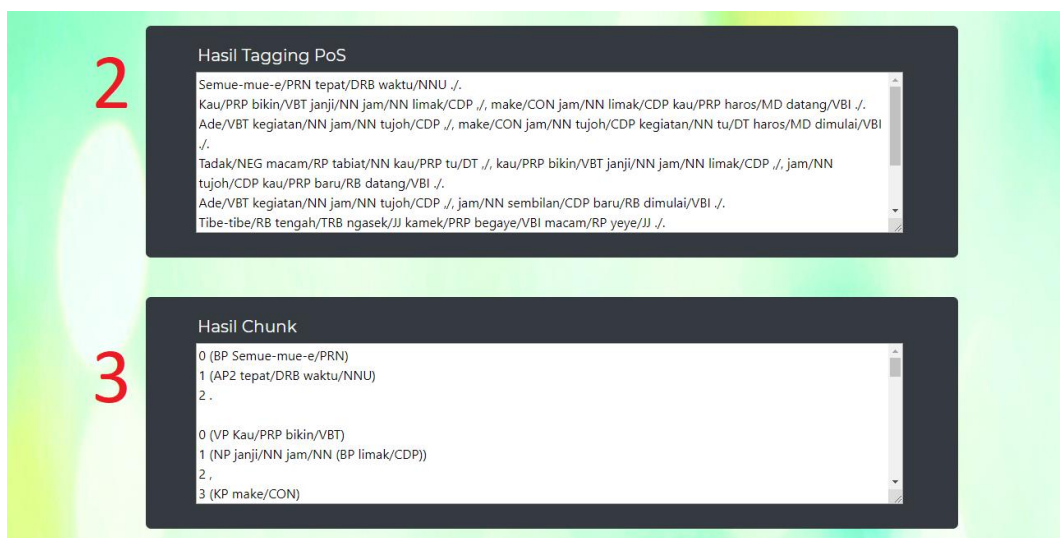 2
Hasil Tagging PoS
Semue-mue-e/PRN tepat/DRB waktu/NNU ./.
Kau/PRP bikin/VBT janji/NN jam/NN limak/CDP ,/, make/CON jam/NN limak/CDP kau/PRP haros/MD datang/VBI ./.
Ade/VBT kegiatan/NN jam/NN tujoh/CDP ,/, make/CON jam/NN tujoh/CDP kegiatan/NN tu/DT haros/MD dimulai/VBI
./.
Tadak/NEG macam/RP tabiat/NN kau/PRP tu/DT ,/, kau/PRP bikin/VBT janji/NN jam/NN limak/CDP ,/, jam/NN
tujoh/CDP kau/PRP baru/RB datang/VBI ./.
Ade/VBT kegiatan/NN jam/NN tujoh/CDP ,/, jam/NN sembilan/CDP baru/RB dimulai/VBI ./.
Tibe-tibe/RB tengah/TRB ngasek/JJ kamek/PRP begaye/VBI macam/RP yeye/JJ ./.
3
Hasil Chunk
0 (BP Semue-mue-e/PRN)
1 (AP2 tepat/DRB waktu/NNU)
2 .
0 (VP Kau/PRP bikin/VBT)
1 (NP janji/NN jam/NN (BP limak/CDP))
2 ,
3 (KP make/CON)